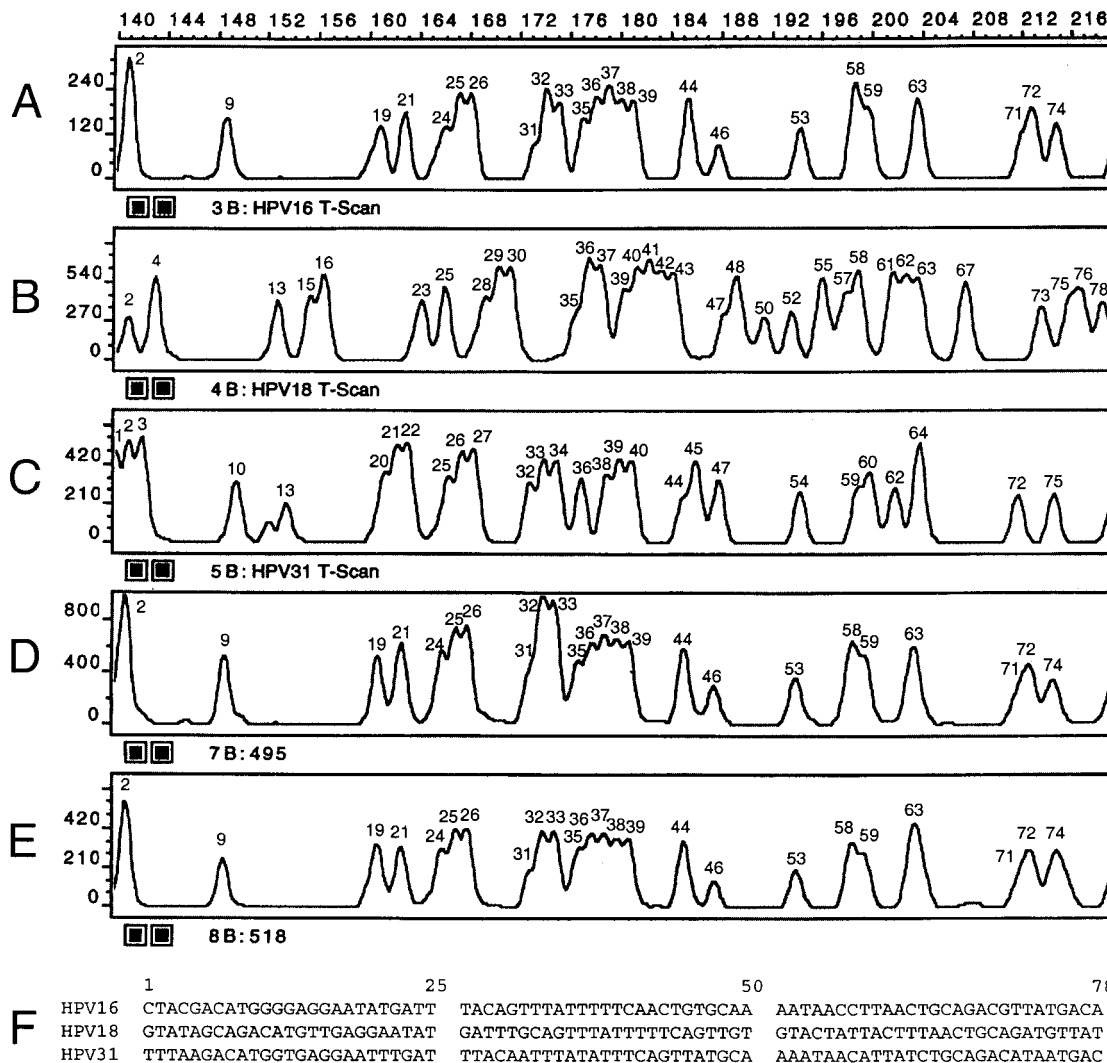 140 144 148 152 156 160 164 168 172 176 180 184 188 192 196 200 204 208 212 216
A
240
120
0
2 9 19 21 24 25 26 31 32 33 35 36 37 38 39 44 46 53 58 59 63 71 72 74
3 B: HPV16 T-Scan
B
540
270
0
2 4 13 15 16 23 25 28 29 30 35 36 37 39 40 41 42 43 47 48 50 52 55 57 58 61 62 63 67 73 75 76 78
4 B: HPV18 T-Scan
C
420
210
0
1 2 3 10 13 20 21 22 25 26 27 32 33 34 36 38 39 40 44 45 47 54 59 60 62 64 72 75
5 B: HPV31 T-Scan
D
800
400
0
2 9 19 21 24 25 26 31 32 33 35 36 37 38 39 44 46 53 58 59 63 71 72 74
7 B: 495
E
420
210
0
2 9 19 21 24 25 26 31 32 33 35 36 37 38 39 44 46 53 58 59 63 71 72 74
8 B: 518
F
1 25 50 78
HPV16 CTACGACATGGGGAGGAATATGATT TACAGTTTATTTTTCAACTGTGCAA AATAACCTTAACTGCAGACGTTATGACA
HPV18 GTATAGCAGACATGTTGAGGAATAT GATTTGCAGTTTATTTTTCAGTTGT GTACTATTACTTTAACTGCAGATGTTAT
HPV31 TTTAAGACATGGTGAGGAATTTGAT TTACAATTTATATTTCAGTTATGCA AAATAACATTATCTGCAGACATAATGAC